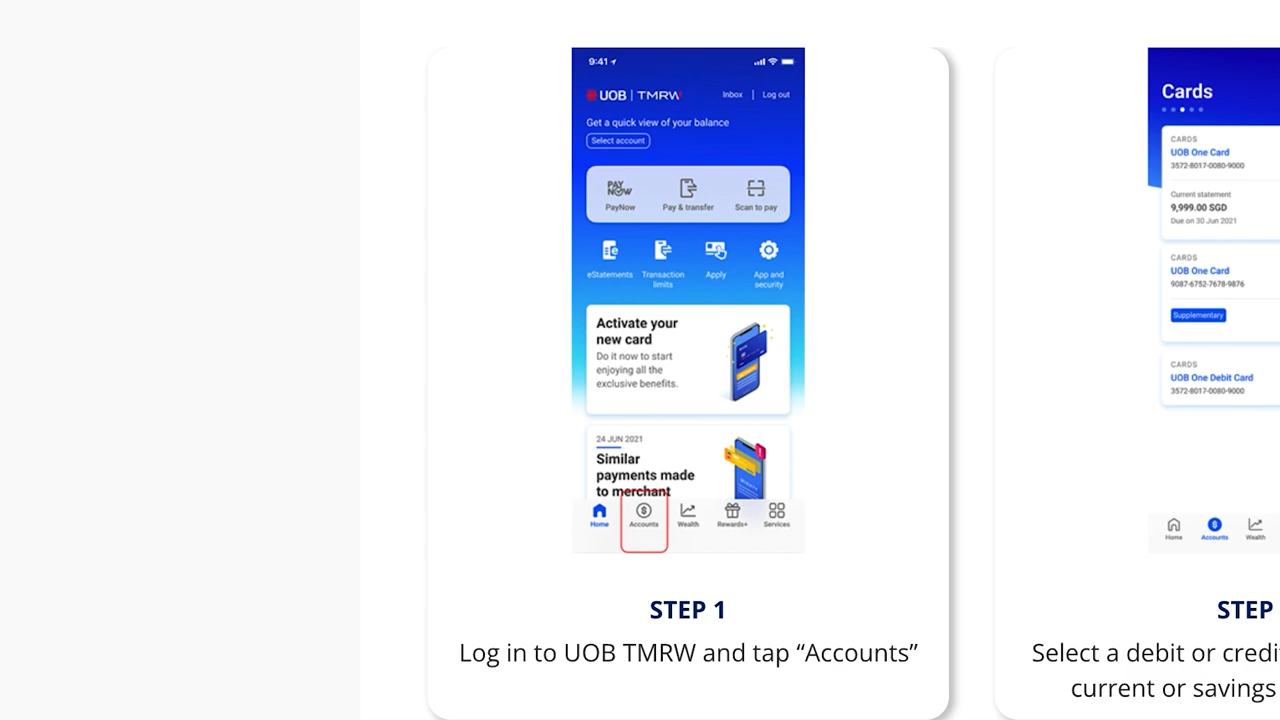 9:41
UOB | TMRW
Inbox | Log out
Get a quick view of your balance
Select account
PAY NOW
PayNow
Pay & transfer
Scan to pay
eStatements
Transaction limits
Apply
App and security
Activate your
new card
Do it now to start
enjoying all the
exclusive benefits.
24 JUN 2021
Similar
payments made
to merchant
Home
Accounts
Wealth
Rewards+
Services
STEP 1
Log in to UOB TMRW and tap “Accounts”
Cards
CARDS
UOB One Card
3572-8017-0080-9000
Current statement
9,999.00 SGD
Due on 30 Jun 2021
CARDS
UOB One Card
9087-6752-7678-9876
Supplementary
CARDS
UOB One Debit Card
3572-8017-0080-9000
Home
Accounts
Wealth
STEP
Select a debit or credi
current or savings